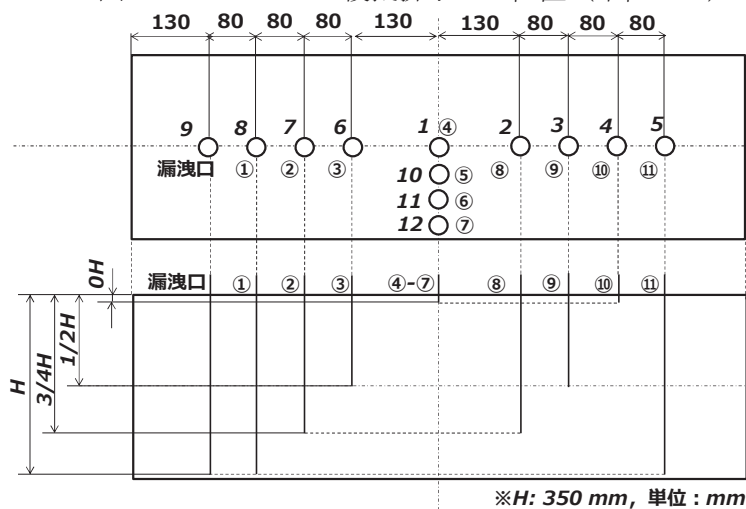 130 80 80 80 130 130 80 80 80
9 8 7 6 1 ④ 2 3 4 5
漏洩口 ① ② ③ 10 ⑤ ⑧ ⑨ ⑩ ⑪
11 ⑥
12 ⑦
漏洩口 ① ② ③ ④-⑦ ⑧ ⑨ ⑩ ⑪
0H
1/2H
3/4H
H
※H: 350 mm, 単位:mm